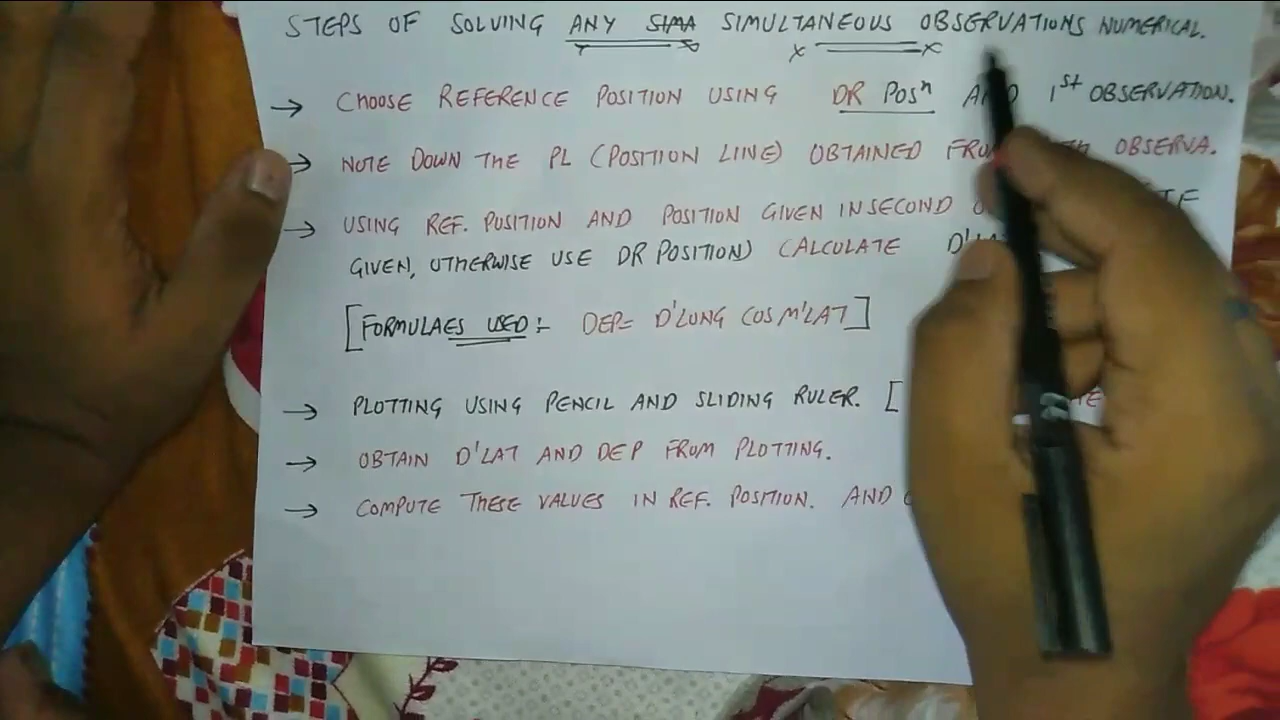 STEPS OF SOLVING ANY SIMA SIMULTANEOUS OBSERVATIONS NUMERICAL.
→ CHOOSE REFERENCE POSITION USING DR POSⁿ AND 1st OBSERVATION.
→ NOTE DOWN THE PL (POSITION LINE) OBTAINED OBSERVA.
→ USING REF. POSITION AND POSITION GIVEN IN SECOND
GIVEN, OTHERWISE USE DR POSITION) CALCULATE
[FORMULAES USED:- DEP= D'LONG COS M'LAT]
→ PLOTTING USING PENCIL AND SLIDING RULER. [
→ OBTAIN D'LAT AND DEP FROM PLOTTING.
→ COMPUTE THESE VALUES IN REF. POSITION. AND